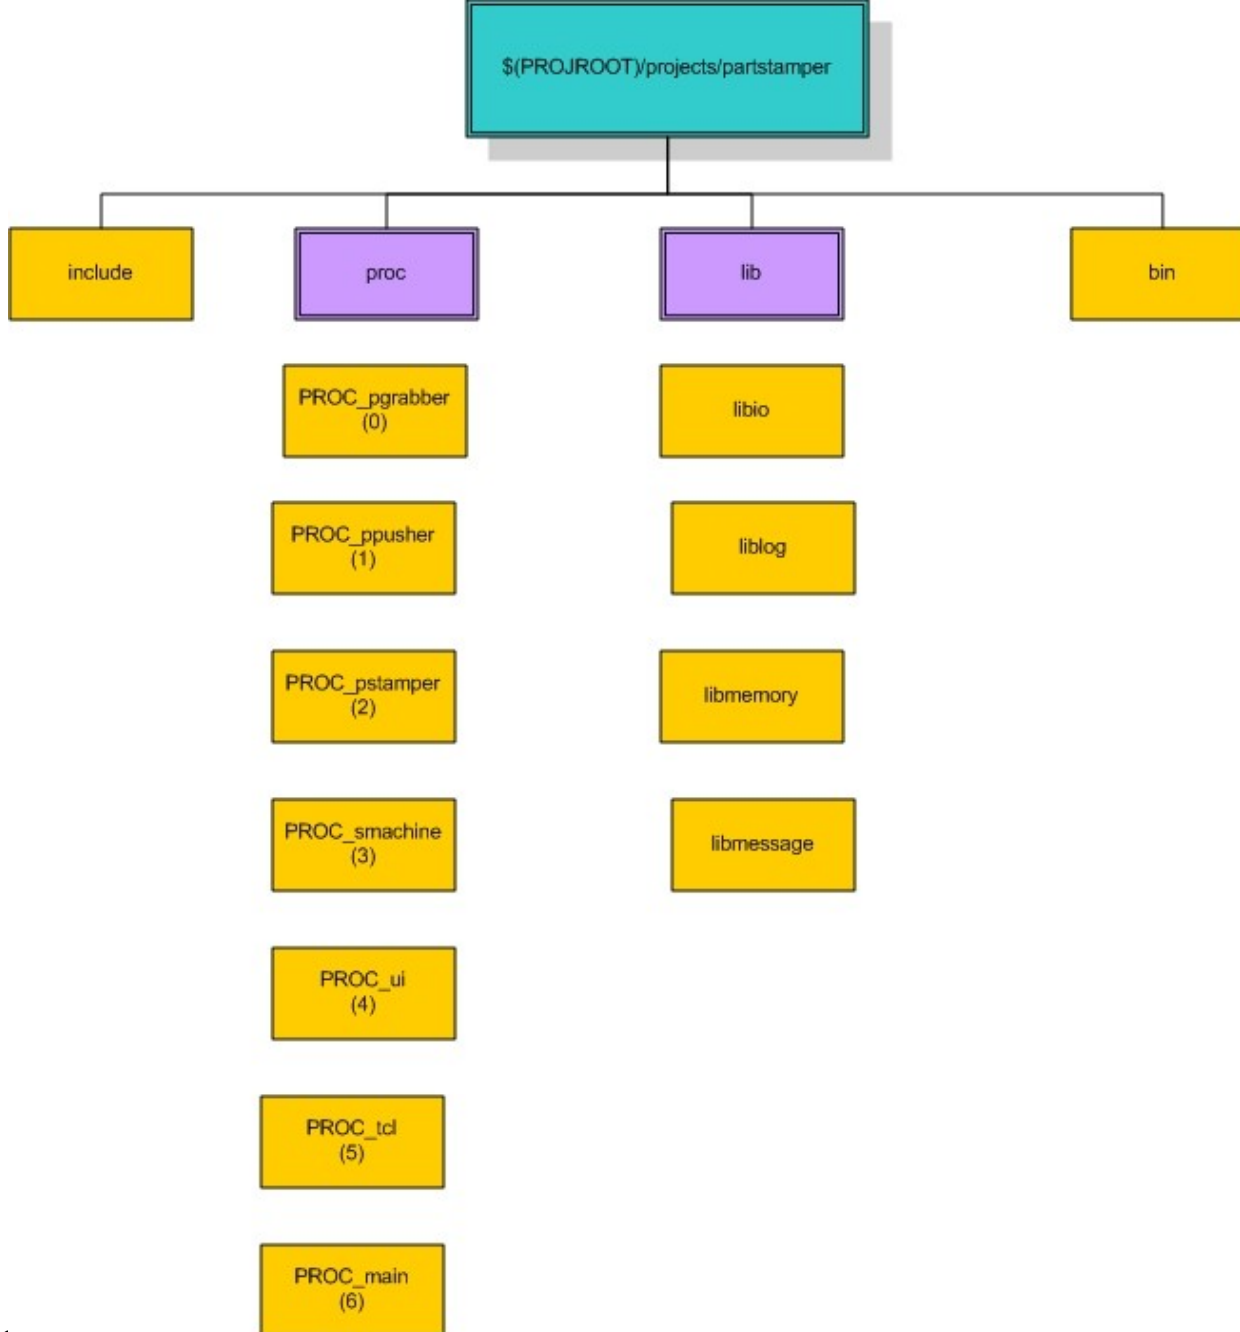 $(PROJROOT)/projects/partstamper
include
proc
lib
bin
PROC_pgrabber
(0)
libio
PROC_ppusher
(1)
liblog
PROC_pstamper
(2)
libmemory
PROC_smachine
(3)
libmessage
PROC_ui
(4)
PROC_tcl
(5)
PROC_main
(6)